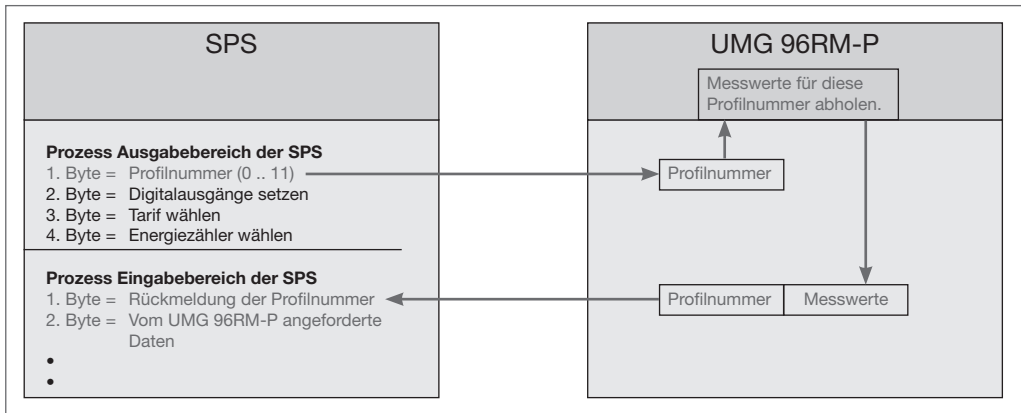 SPS
Prozess Ausgabebereich der SPS
1. Byte = Profilnummer (0 .. 11)
2. Byte = Digitalausgänge setzen
3. Byte = Tarif wählen
4. Byte = Energiezähler wählen
Prozess Eingabebereich der SPS
1. Byte = Rückmeldung der Profilnummer
2. Byte = Vom UMG 96RM-P angeforderte
Daten
UMG 96RM-P
Messwerte für diese
Profilnummer abholen.
Profilnummer
Profilnummer Messwerte